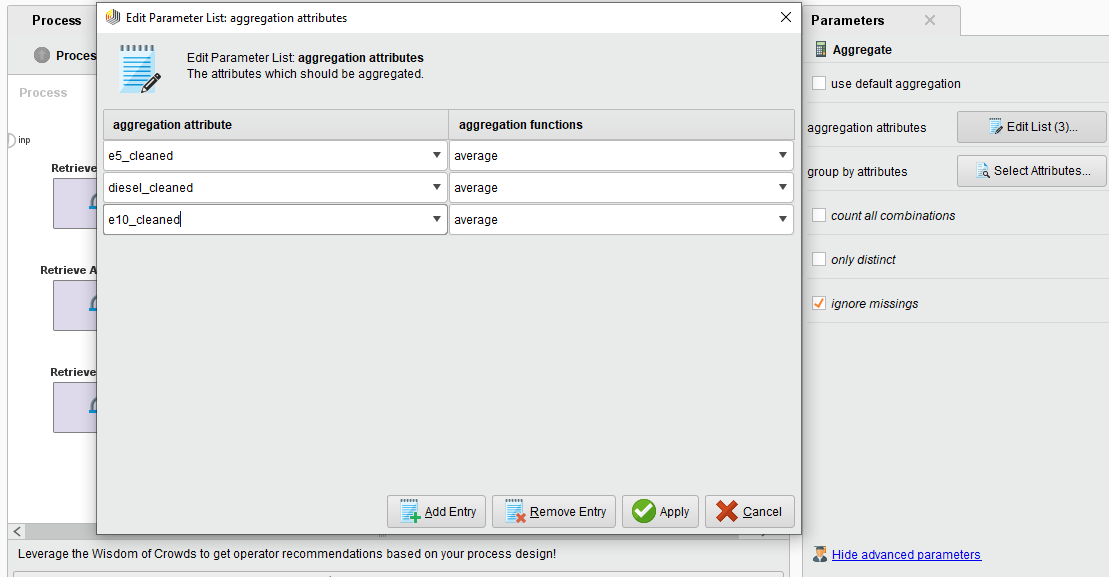 Process
Edit Parameter List: aggregation attributes
Parameters
Edit Parameter List: aggregation attributes
The attributes which should be aggregated.
Aggregate
Process
use default aggregation
aggregation attribute
aggregation functions
aggregation attributes
Edit List (3)...
inp
e5_cleaned
average
Retrieve
group by attributes
Select Attributes...
diesel_cleaned
average
e10_cleaned
average
count all combinations
only distinct
Retrieve A
ignore missings
Retrieve
Add Entry
Remove Entry
Apply
Cancel
Leverage the Wisdom of Crowds to get operator recommendations based on your process design!
Hide advanced parameters